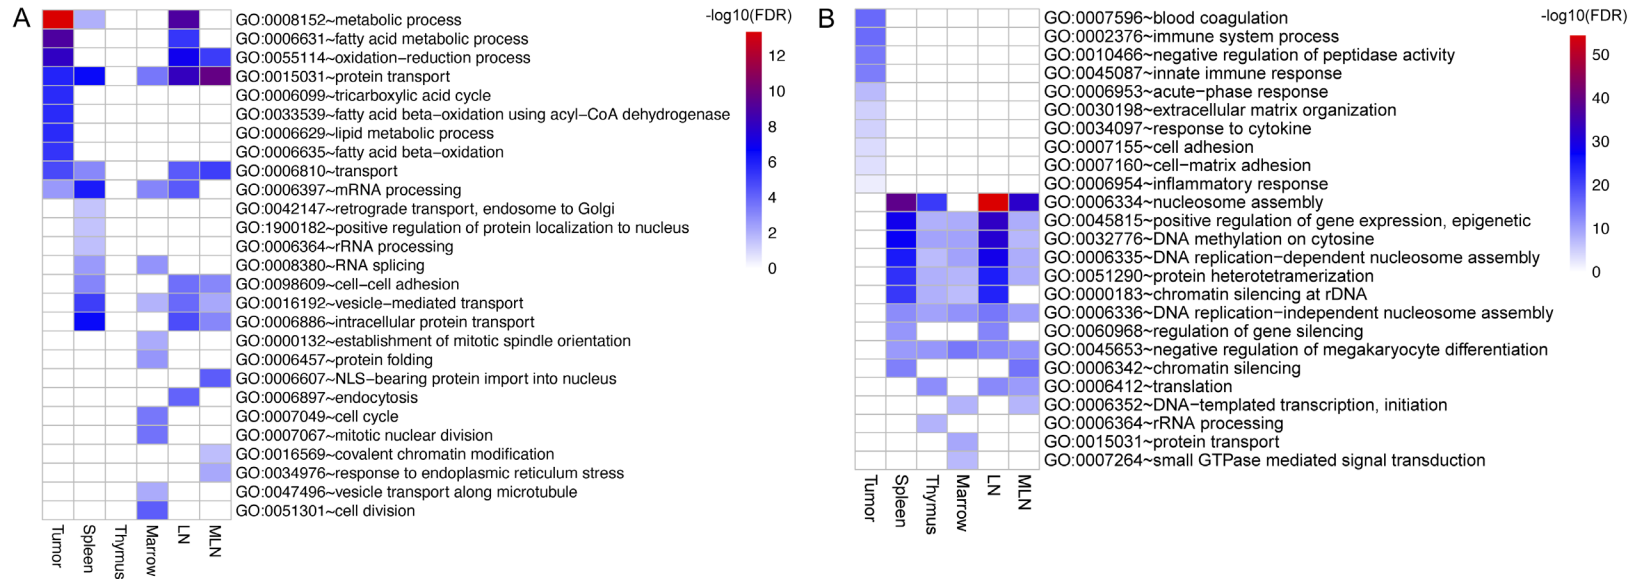 A
GO:0008152~metabolic process
GO:0006631~fatty acid metabolic process
GO:0055114~oxidation−reduction process
GO:0015031~protein transport
GO:0006099~tricarboxylic acid cycle
GO:0033539~fatty acid beta−oxidation using acyl−CoA dehydrogenase
GO:0006629~lipid metabolic process
GO:0006635~fatty acid beta−oxidation
GO:0006810~transport
GO:0006397~mRNA processing
GO:0042147~retrograde transport, endosome to Golgi
GO:1900182~positive regulation of protein localization to nucleus
GO:0006364~rRNA processing
GO:0008380~RNA splicing
GO:0098609~cell−cell adhesion
GO:0016192~vesicle−mediated transport
GO:0006886~intracellular protein transport
GO:0000132~establishment of mitotic spindle orientation
GO:0006457~protein folding
GO:0006607~NLS−bearing protein import into nucleus
GO:0006897~endocytosis
GO:0007049~cell cycle
GO:0007067~mitotic nuclear division
GO:0016569~covalent chromatin modification
GO:0034976~response to endoplasmic reticulum stress
GO:0047496~vesicle transport along microtubule
GO:0051301~cell division
Tumor
Spleen
Thymus
Marrow
LN
MLN
-log10(FDR)
12
10
8
6
4
2
0
B
GO:0007596~blood coagulation
GO:0002376~immune system process
GO:0010466~negative regulation of peptidase activity
GO:0045087~innate immune response
GO:0006953~acute−phase response
GO:0030198~extracellular matrix organization
GO:0034097~response to cytokine
GO:0007155~cell adhesion
GO:0007160~cell−matrix adhesion
GO:0006954~inflammatory response
GO:0006334~nucleosome assembly
GO:0045815~positive regulation of gene expression, epigenetic
GO:0032776~DNA methylation on cytosine
GO:0006335~DNA replication−dependent nucleosome assembly
GO:0051290~protein heterotetramerization
GO:0000183~chromatin silencing at rDNA
GO:0006336~DNA replication−independent nucleosome assembly
GO:0060968~regulation of gene silencing
GO:0045653~negative regulation of megakaryocyte differentiation
GO:0006342~chromatin silencing
GO:0006412~translation
GO:0006352~DNA−templated transcription, initiation
GO:0006364~rRNA processing
GO:0015031~protein transport
GO:0007264~small GTPase mediated signal transduction
Tumor
Spleen
Thymus
Marrow
LN
MLN
-log10(FDR)
50
40
30
20
10
0